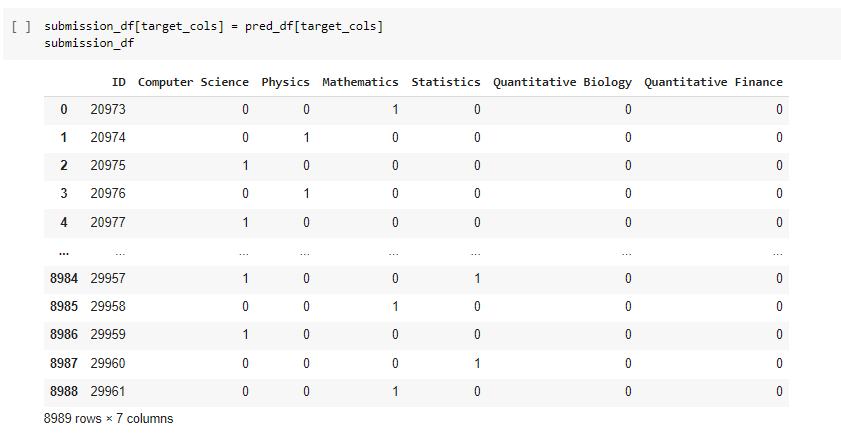 [ ] submission_df[target_cols] = pred_df[target_cols]
submission_df
ID Computer Science Physics Mathematics Statistics Quantitative Biology Quantitative Finance
0 20973 0 0 1 0 0 0
1 20974 0 1 0 0 0 0
2 20975 1 0 0 0 0 0
3 20976 0 1 0 0 0 0
4 20977 1 0 0 0 0 0
... ... ... ... ... ... ... ...
8984 29957 1 0 0 1 0 0
8985 29958 0 0 1 0 0 0
8986 29959 1 0 0 0 0 0
8987 29960 0 0 0 1 0 0
8988 29961 0 0 1 0 0 0
8989 rows × 7 columns